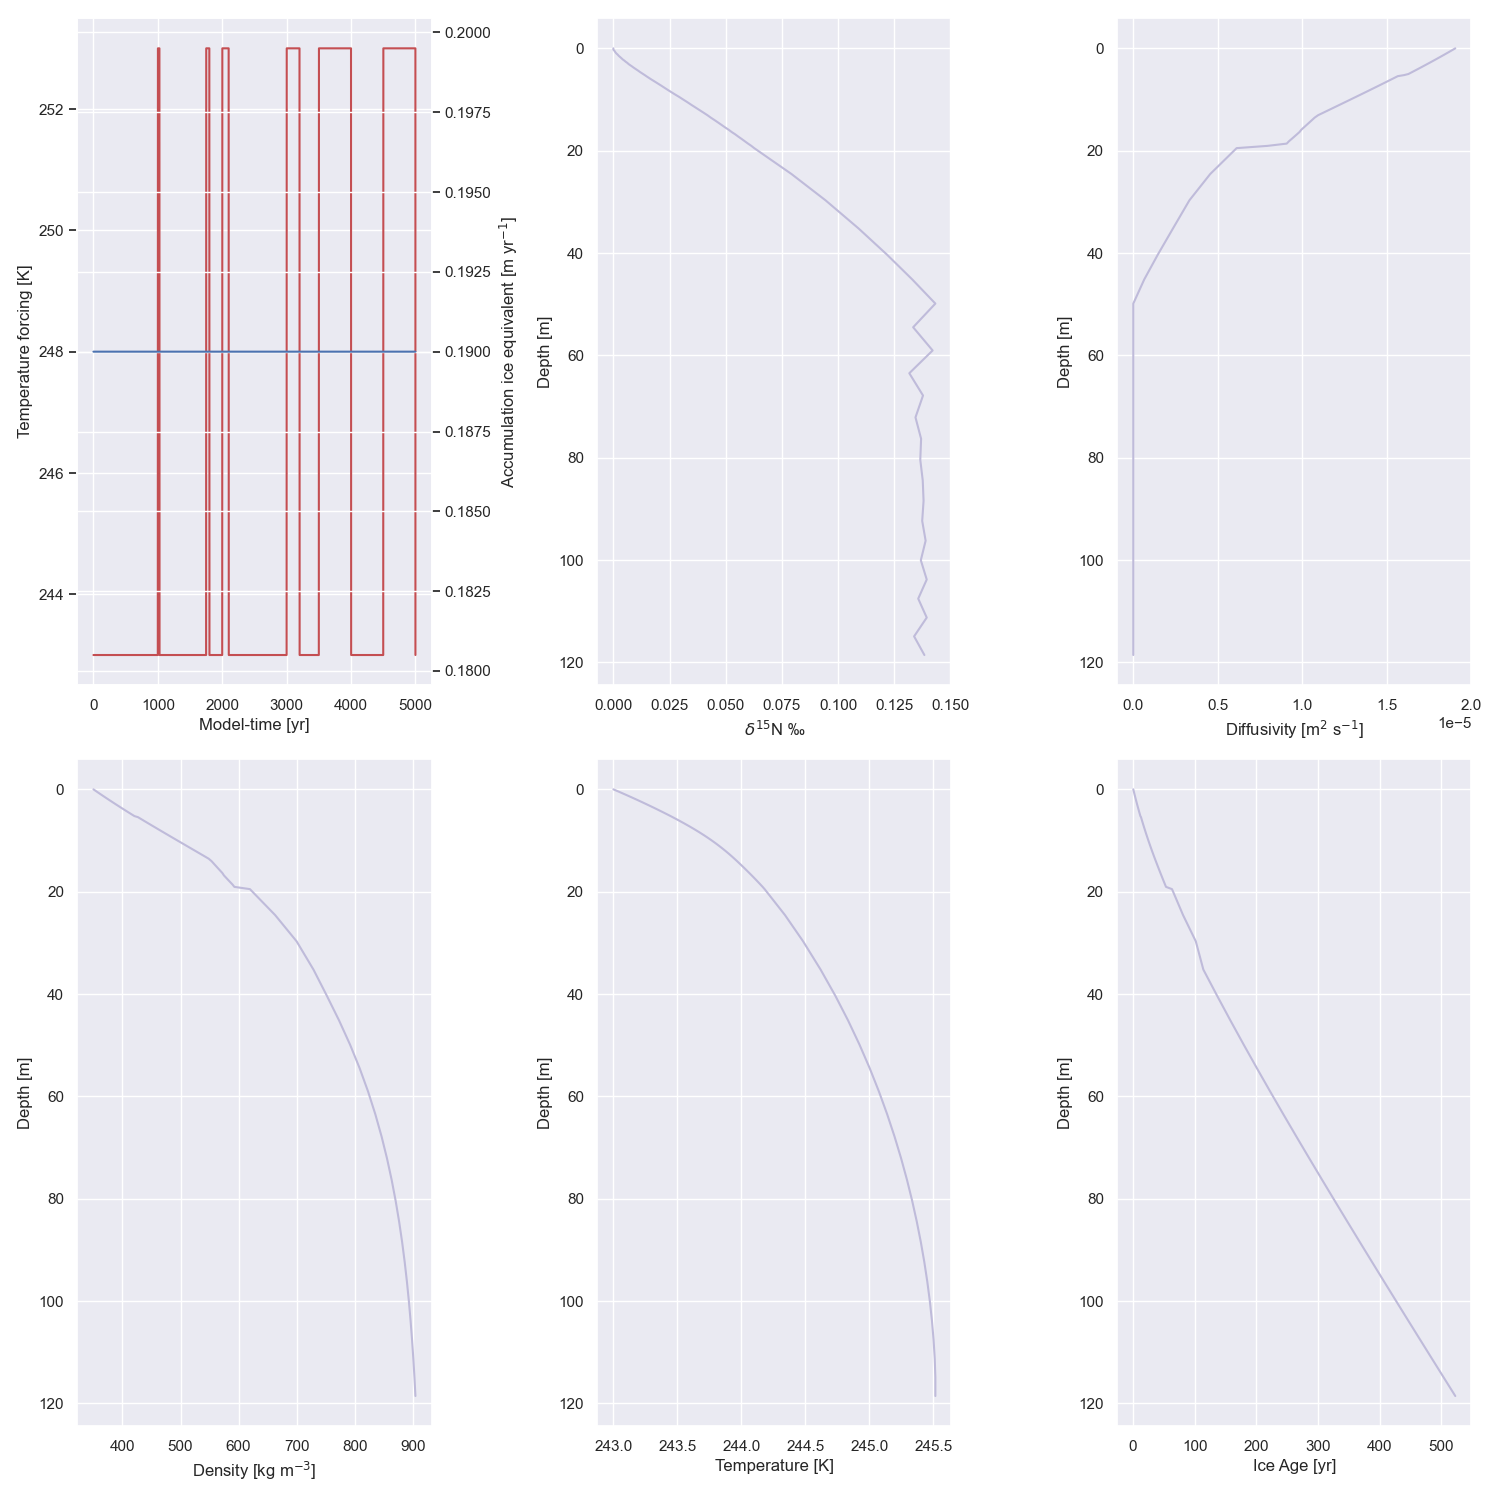 Temperature forcing [K]
252
250
248
246
244
0.2000
0.1975
0.1950
0.1925
0.1900
0.1875
0.1850
0.1825
0.1800
Accumulation ice equivalent [m yr⁻¹]
0 1000 2000 3000 4000 5000
Model-time [yr]
Depth [m]
0
20
40
60
80
100
120
0.000 0.025 0.050 0.075 0.100 0.125 0.150
δ¹⁵N ‰
Depth [m]
0
20
40
60
80
100
120
0.0 0.5 1.0 1.5 2.0
1e−5
Diffusivity [m² s⁻¹]
Depth [m]
0
20
40
60
80
100
120
400 500 600 700 800 900
Density [kg m⁻³]
Depth [m]
0
20
40
60
80
100
120
243.0 243.5 244.0 244.5 245.0 245.5
Temperature [K]
Depth [m]
0
20
40
60
80
100
120
0 100 200 300 400 500
Ice Age [yr]